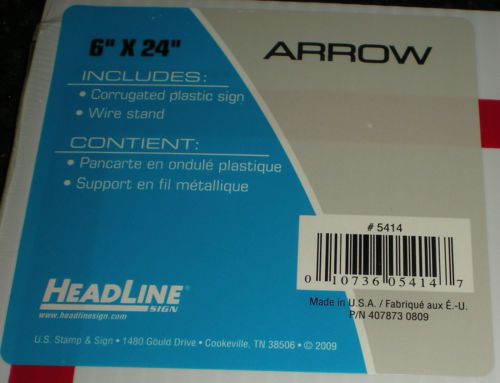 6" X 24"
ARROW
INCLUDES:
• Corrugated plastic sign
• Wire stand
CONTIENT:
• Pancarte en ondulé plastique
• Support en fil métallique
# 5414
0 10736 05414 7
Made in U.S.A. / Fabriqué aux É.-U.
P/N 407873 0809
HEADLINE®
SIGN
www.headlinesign.com
U.S. Stamp & Sign • 1480 Gould Drive • Cookeville, TN 38506 • © 2009